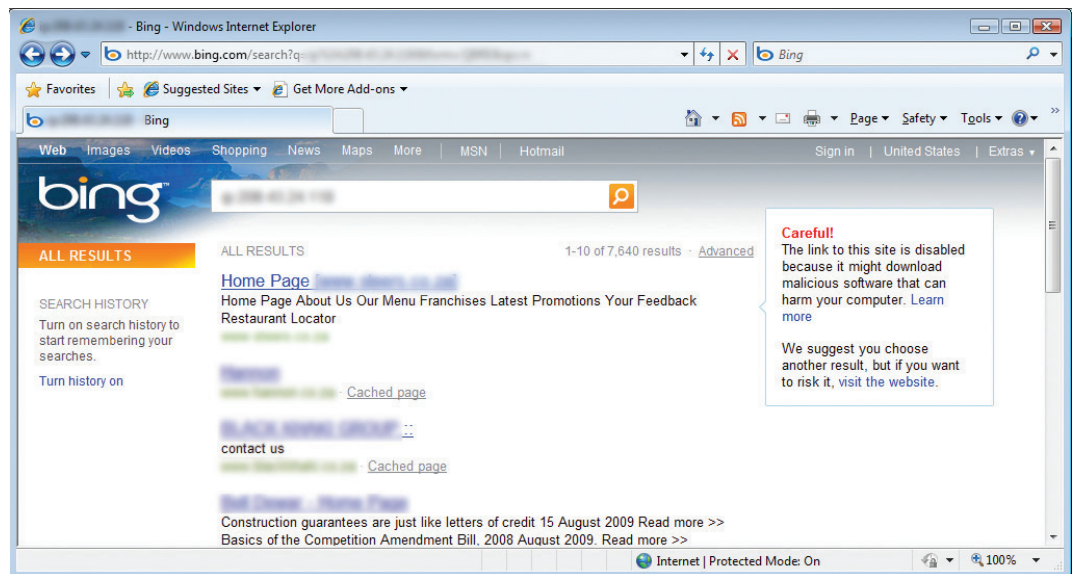 - Bing - Windows Internet Explorer
http://www.bing.com/search?q
Bing
Favorites Suggested Sites Get More Add-ons
Bing
Page Safety Tools
Web Images Videos Shopping News Maps More | MSN | Hotmail
Sign in | United States | Extras
bing™
ALL RESULTS
SEARCH HISTORY
Turn on search history to
start remembering your
searches.
Turn history on
ALL RESULTS
1-10 of 7,640 results · Advanced
Home Page
Home Page About Us Our Menu Franchises Latest Promotions Your Feedback
Restaurant Locator
· Cached page
::
contact us
· Cached page
Construction guarantees are just like letters of credit 15 August 2009 Read more >>
Basics of the Competition Amendment Bill, 2008 August 2009. Read more >>
Careful!
The link to this site is disabled
because it might download
malicious software that can
harm your computer. Learn
more
We suggest you choose
another result, but if you want
to risk it, visit the website.
Internet | Protected Mode: On
100%